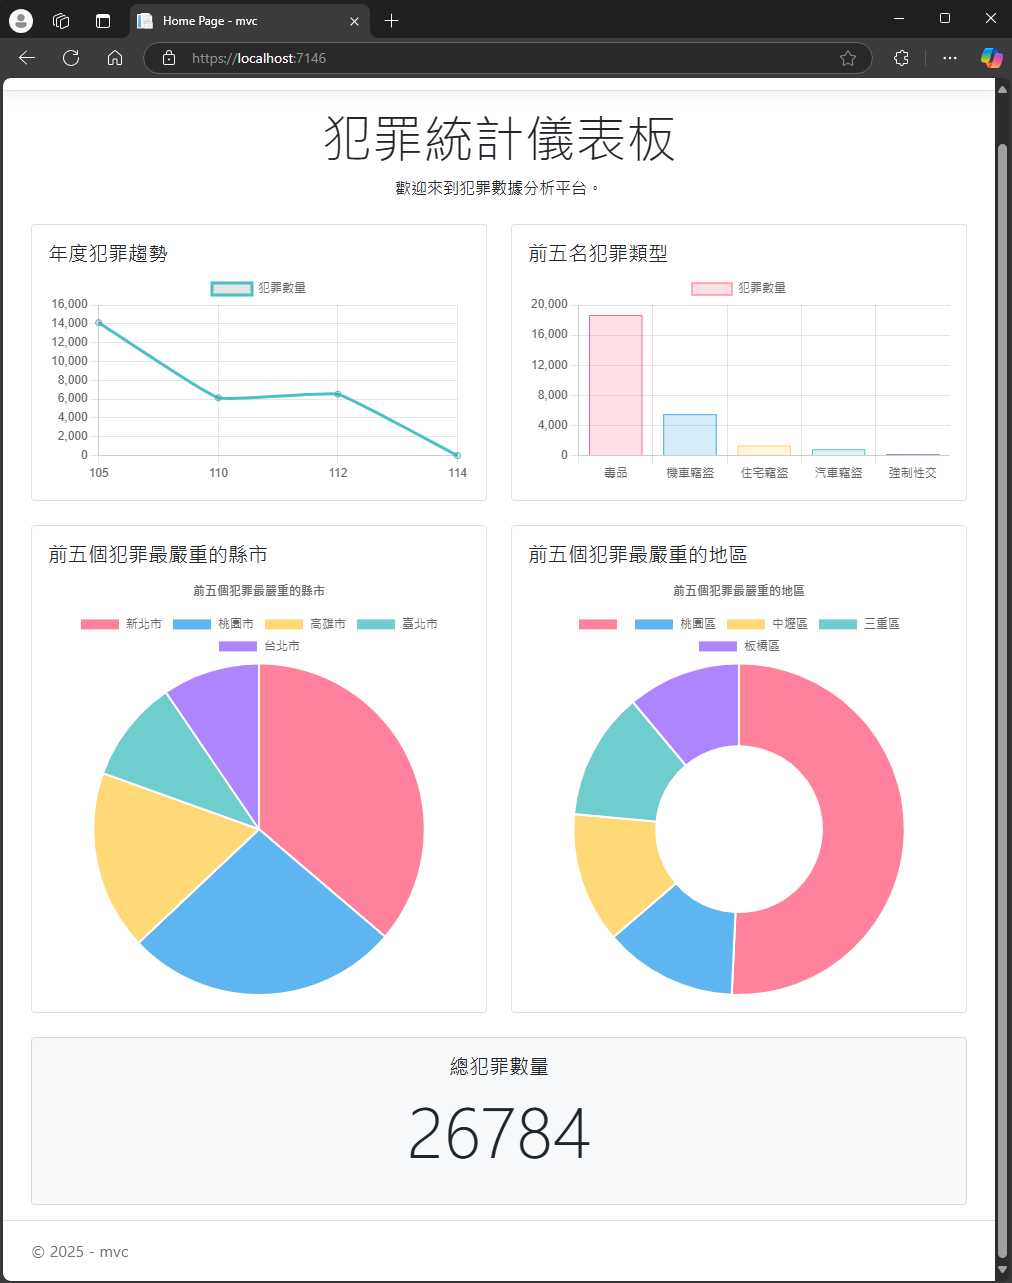 Home Page - mvc
https://localhost:7146
犯罪統計儀表板
歡迎來到犯罪數據分析平台。
年度犯罪趨勢
犯罪數量
16,000
14,000
12,000
10,000
8,000
6,000
4,000
2,000
0
105 110 112 114
前五名犯罪類型
犯罪數量
20,000
16,000
12,000
8,000
4,000
0
毒品 機車竊盜 住宅竊盜 汽車竊盜 強制性交
前五個犯罪最嚴重的縣市
前五個犯罪最嚴重的縣市
新北市 桃園市 高雄市 臺北市
台北市
前五個犯罪最嚴重的地區
前五個犯罪最嚴重的地區
桃園區 中壢區 三重區
板橋區
總犯罪數量
26784
© 2025 - mvc